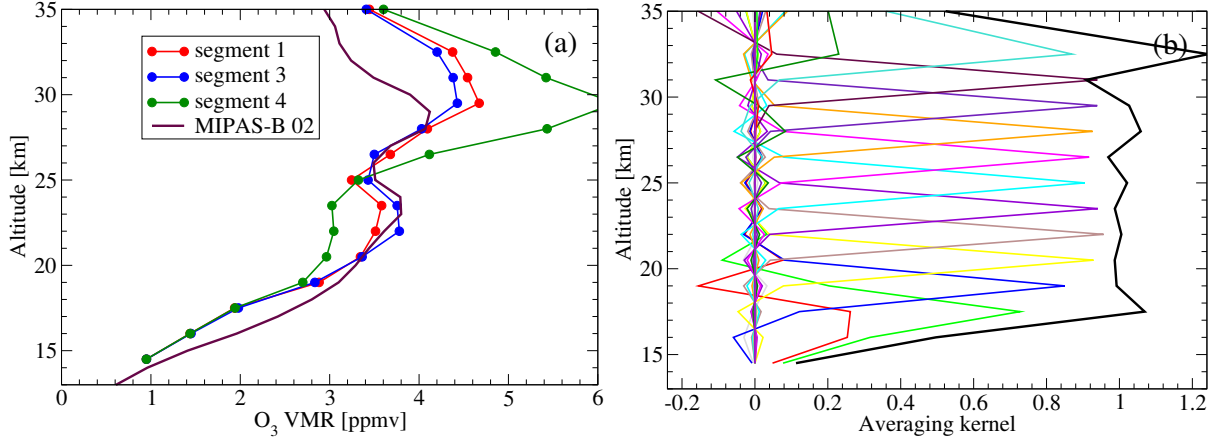 35
30
25
20
15
Altitude [km]
0 1 2 3 4 5 6
O₃ VMR [ppmv]
(a)
segment 1
segment 3
segment 4
MIPAS-B 02
35
30
25
20
15
Altitude [km]
-0.2 0 0.2 0.4 0.6 0.8 1 1.2
Averaging kernel
(b)